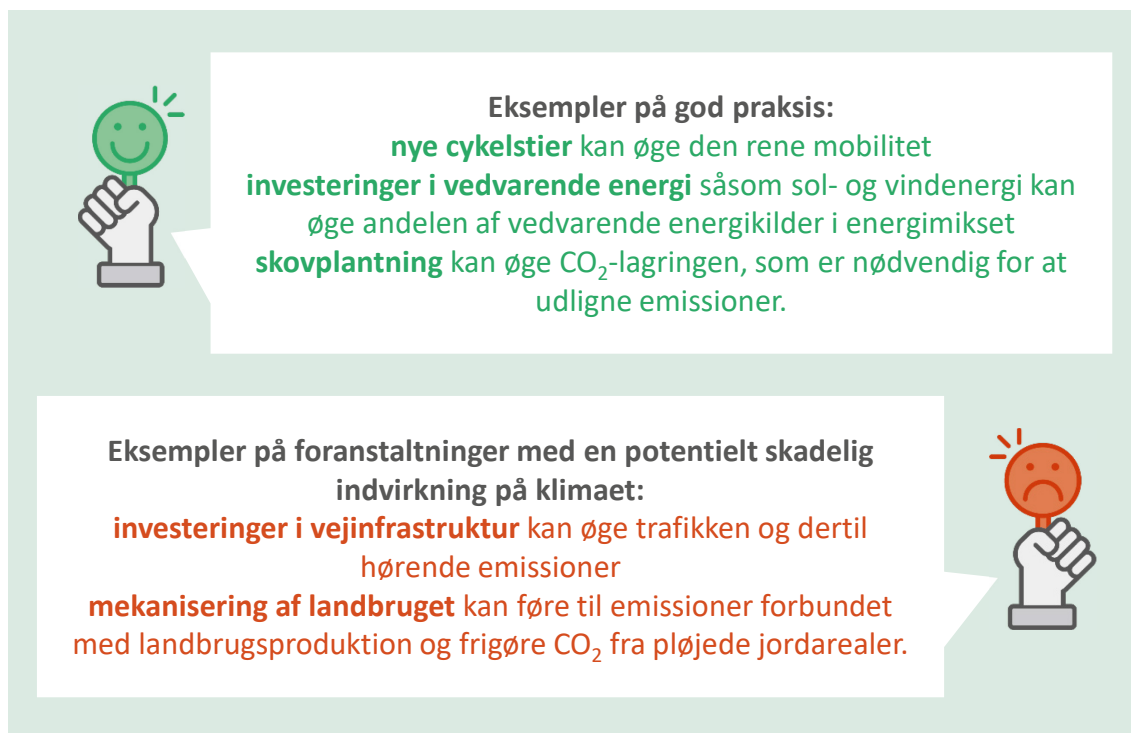 Eksempler på god praksis:
nye cykelstier kan øge den rene mobilitet
investeringer i vedvarende energi såsom sol- og vindenergi kan
øge andelen af vedvarende energikilder i energimikset
skovplantning kan øge CO₂-lagringen, som er nødvendig for at
udligne emissioner.
Eksempler på foranstaltninger med en potentielt skadelig
indvirkning på klimaet:
investeringer i vejinfrastruktur kan øge trafikken og dertil
hørende emissioner
mekanisering af landbruget kan føre til emissioner forbundet
med landbrugsproduktion og frigøre CO₂ fra pløjede jordarealer.